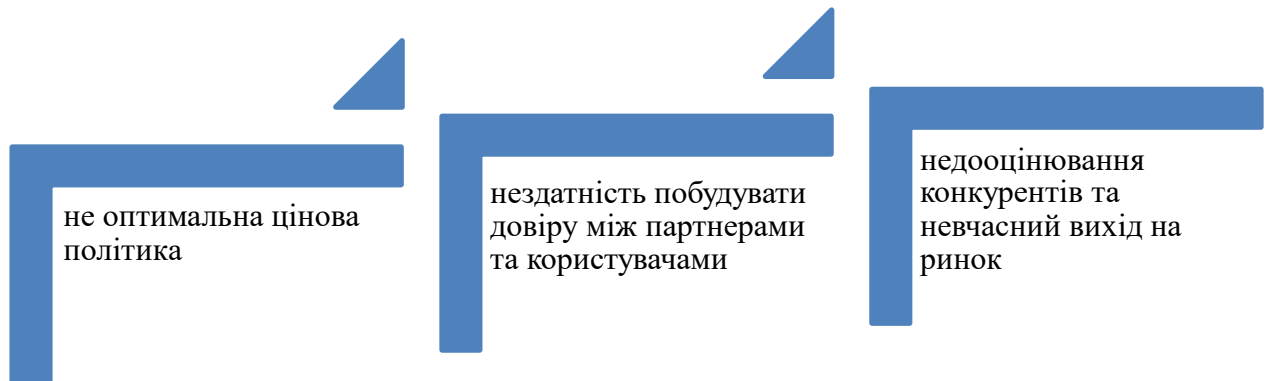 не оптимальна цінова
політика
нездатність побудувати
довіру між партнерами
та користувачами
недооцінювання
конкурентів та
невчасний вихід на
ринок